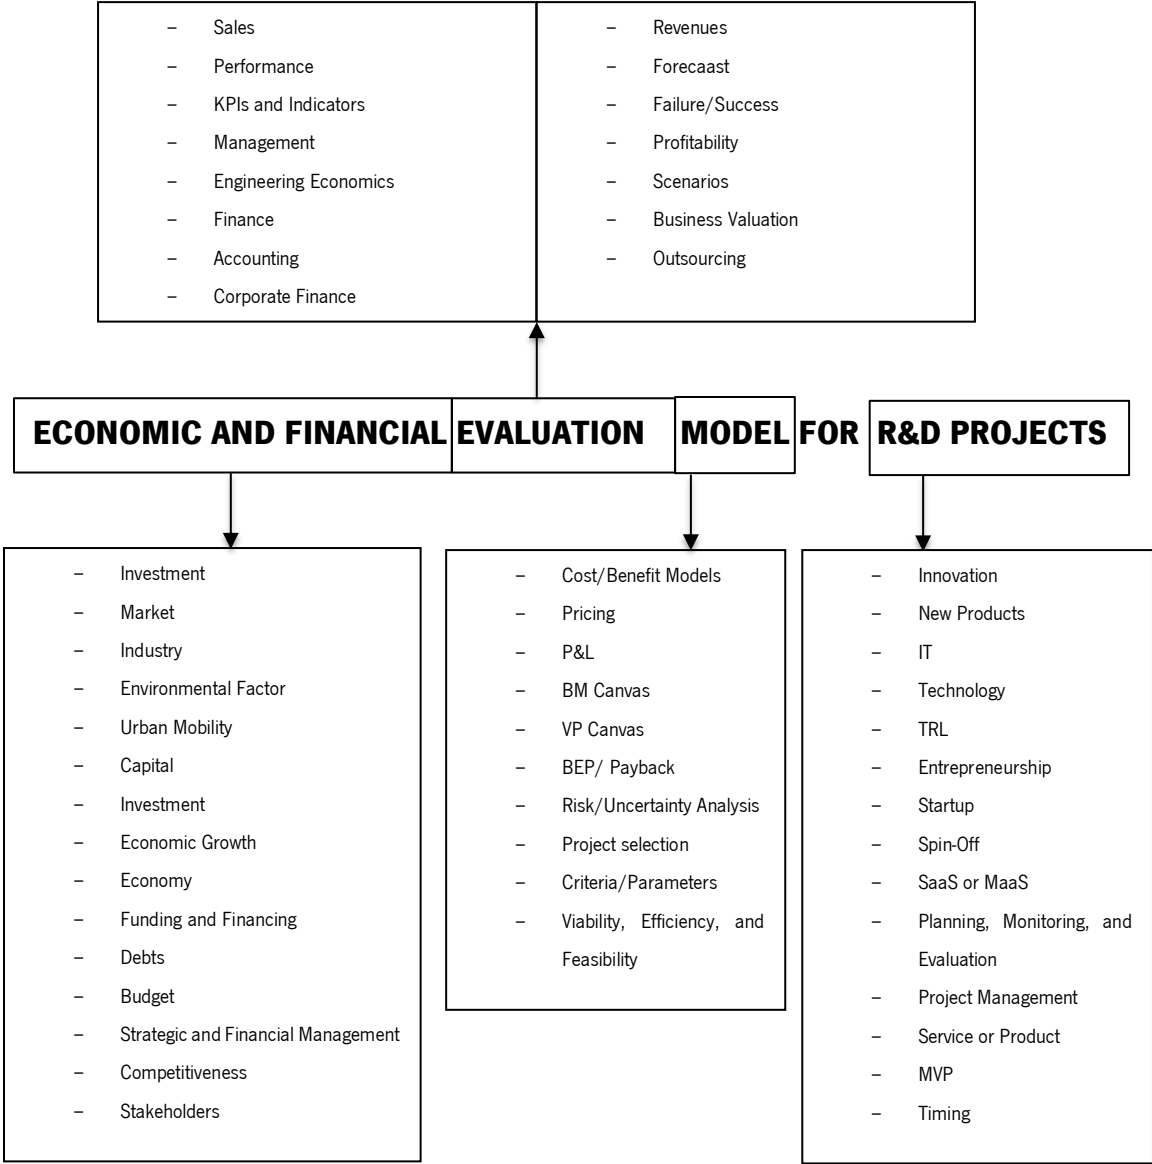 – Sales
– Performance
– KPIs and Indicators
– Management
– Engineering Economics
– Finance
– Accounting
– Corporate Finance
– Revenues
– Forecaast
– Failure/Success
– Profitability
– Scenarios
– Business Valuation
– Outsourcing
ECONOMIC AND FINANCIAL EVALUATION MODEL FOR R&D PROJECTS
– Investment
– Market
– Industry
– Environmental Factor
– Urban Mobility
– Capital
– Investment
– Economic Growth
– Economy
– Funding and Financing
– Debts
– Budget
– Strategic and Financial Management
– Competitiveness
– Stakeholders
– Cost/Benefit Models
– Pricing
– P&L
– BM Canvas
– VP Canvas
– BEP/ Payback
– Risk/Uncertainty Analysis
– Project selection
– Criteria/Parameters
– Viability, Efficiency, and
Feasibility
– Innovation
– New Products
– IT
– Technology
– TRL
– Entrepreneurship
– Startup
– Spin-Off
– SaaS or MaaS
– Planning, Monitoring, and
Evaluation
– Project Management
– Service or Product
– MVP
– Timing